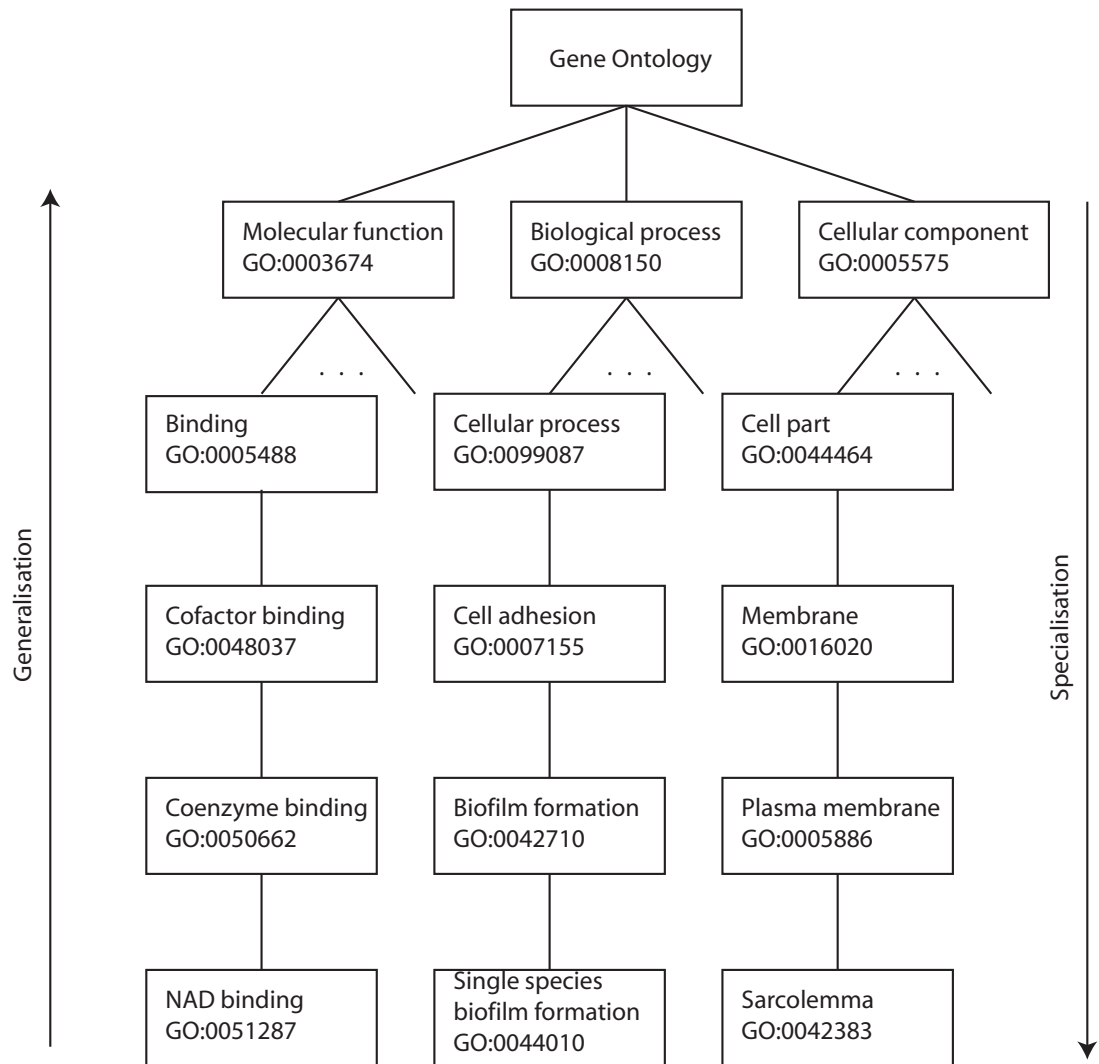 Gene Ontology
Molecular function
GO:0003674
Biological process
GO:0008150
Cellular component
GO:0005575
. . .
. . .
. . .
Binding
GO:0005488
Cellular process
GO:0099087
Cell part
GO:0044464
Generalisation
Specialisation
Cofactor binding
GO:0048037
Cell adhesion
GO:0007155
Membrane
GO:0016020
Coenzyme binding
GO:0050662
Biofilm formation
GO:0042710
Plasma membrane
GO:0005886
NAD binding
GO:0051287
Single species
biofilm formation
GO:0044010
Sarcolemma
GO:0042383